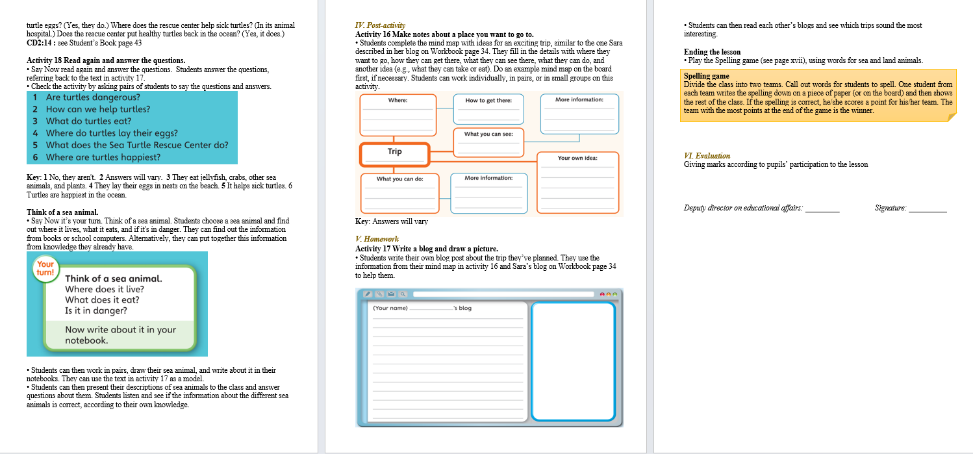 turtle eggs? (Yes, they do.) Where does the rescue center help sick turtles? (In its animal
hospital.) Does the rescue center put healthy turtles back in the ocean? (Yes, it does.)
CD2:14 : see Student's Book page 43
Activity 18 Read again and answer the questions.
• Say Now read again and answer the questions. Students answer the questions,
referring back to the text in activity 17.
• Check the activity by asking pairs of students to say the questions and answers.
1 Are turtles dangerous?
2 How can we help turtles?
3 What do turtles eat?
4 Where do turtles lay their eggs?
5 What does the Sea Turtle Rescue Center do?
6 Where are turtles happiest?
Key: 1 No, they aren't. 2 Answers will vary. 3 They eat jellyfish, crabs, other sea
animals, and plants. 4 They lay their eggs in nests on the beach. 5 It helps sick turtles. 6
Turtles are happiest in the ocean.
Think of a sea animal.
• Say Now it's your turn. Think of a sea animal. Students choose a sea animal and find
out where it lives, what it eats, and if it's in danger. They can find out the information
from books or school computers. Alternatively, they can put together this information
from knowledge they already have.
Your
turn!
Think of a sea animal.
Where does it live?
What does it eat?
Is it in danger?
Now write about it in your
notebook.
• Students can then work in pairs, draw their sea animal, and write about it in their
notebooks. They can use the text in activity 17 as a model.
• Students can then present their descriptions of sea animals to the class and answer
questions about them. Students listen and see if the information about the different sea
animals is correct, according to their own knowledge.
IV. Post-activity
Activity 16 Make notes about a place you want to go to.
• Students complete the mind map with ideas for an exciting trip, similar to the one Sara
described in her blog on Workbook page 34. They fill in the details with where they
want to go, how they can get there, what they can see there, what they can do, and
another idea (e.g., what they can take or eat). Do an example mind map on the board
first, if necessary. Students can work individually, in pairs, or in small groups on this
activity.
Where:
How to get there:
More information:
What you can see:
Trip
Your own idea:
What you can do:
More information:
Key: Answers will vary
V. Homework
Activity 17 Write a blog and draw a picture.
• Students write their own blog post about the trip they've planned. They use the
information from their mind map in activity 16 and Sara's blog on Workbook page 34
to help them.
(Your name) ____________'s blog
• Students can then read each other's blogs and see which trips sound the most
interesting.
Ending the lesson
• Play the Spelling game (see page xvii), using words for sea and land animals.
Spelling game
Divide the class into two teams. Call out words for students to spell. One student from
each team writes the spelling down on a piece of paper (or on the board) and then shows
the rest of the class. If the spelling is correct, he/she scores a point for his/her team. The
team with the most points at the end of the game is the winner.
VI. Evaluation
Giving marks according to pupils' participation to the lesson
Deputy director on educational affairs: ________ Signature: ________